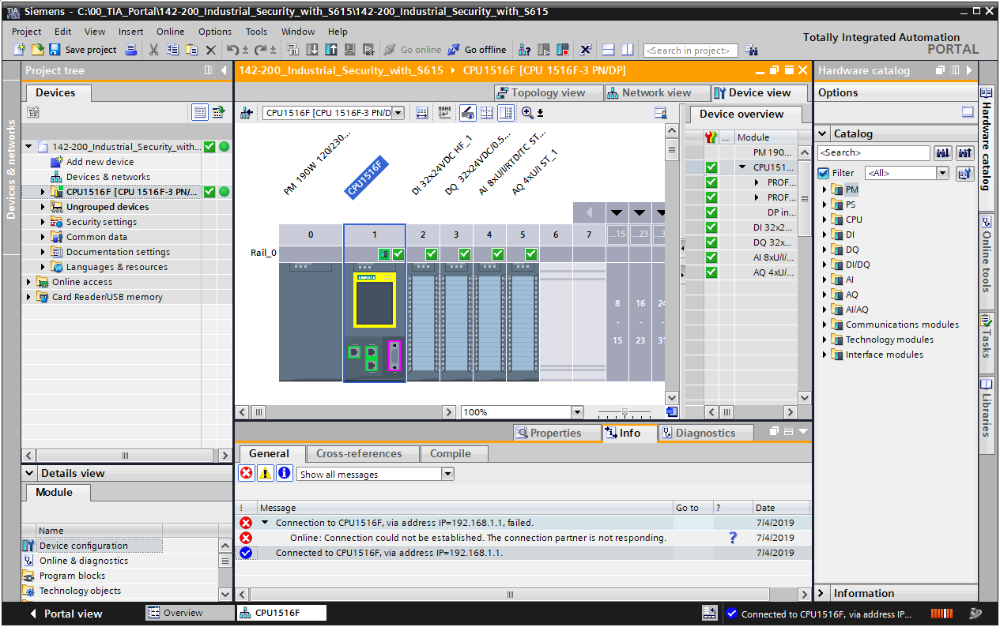 Siemens - C:\00_TIA_Portal\142-200_Industrial_Security_with_S615\142-200_Industrial_Security_with_S615
Project Edit View Insert Online Options Tools Window Help
Totally Integrated Automation
PORTAL
Save project
Go online
Go offline
<Search in project>
Project tree
Devices
Devices & networks
142-200_Industrial_Security_with...
Add new device
Devices & networks
CPU1516F [CPU 1516F-3 PN/...
Ungrouped devices
Security settings
Common data
Documentation settings
Languages & resources
Online access
Card Reader/USB memory
Details view
Module
Name
Device configuration
Online & diagnostics
Program blocks
Technology objects
142-200_Industrial_Security_with_S615 CPU1516F [CPU 1516F-3 PN/DP]
Topology view
Network view
Device view
CPU1516F [CPU 1516F-3 PN/D
NAME
PM 190W 120/230...
CPU1516F
DI 32x24VDC HF_1
DQ 32x24VDC/0.5...
AI 8xU/I/RTD/TC ST...
AQ 4xU/I ST_1
0 1 2 3 4 5 6 7 ...15 ...23 ...3
Rail_0
SIEMENS
8 16 24
- - -
15 23 31
100%
Device overview
... Module
PM 190...
CPU151...
PROF...
PROF...
DP in...
DI 32x2...
DQ 32x...
AI 8xU/I/...
AQ 4xU/...
Properties
Info
Diagnostics
General
Cross-references
Compile
Show all messages
! Message Go to ? Date
Connection to CPU1516F, via address IP=192.168.1.1, failed. 7/4/2019
Online: Connection could not be established. The connection partner is not responding. ? 7/4/2019
Connected to CPU1516F, via address IP=192.168.1.1. 7/4/2019
Hardware catalog
Options
Catalog
<Search>
Filter
<All>
PM
PS
CPU
DI
DQ
DI/DQ
AI
AQ
AI/AQ
Communications modules
Technology modules
Interface modules
Information
Hardware catalog
Online tools
Tasks
Libraries
Portal view
Overview
CPU1516F
Connected to CPU1516F, via address IP...